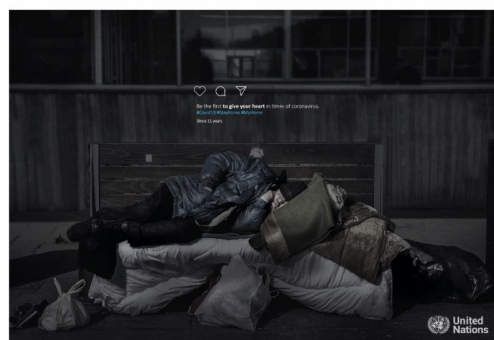 Be the first to give your heart in times of coronavirus.
#Covid19 #StayHome #MyHome
Since 11 years
United
Nations